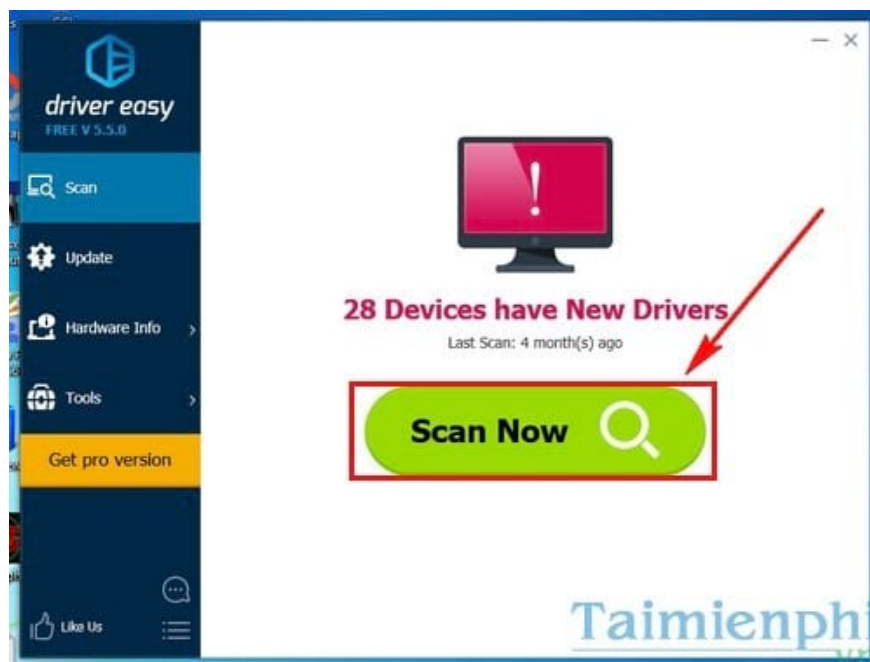 driver easy
FREE V 5.5.0
Scan
Update
Hardware Info
Tools
Get pro version
Like Us
28 Devices have New Drivers
Last Scan: 4 month(s) ago
Scan Now
Taimienphi